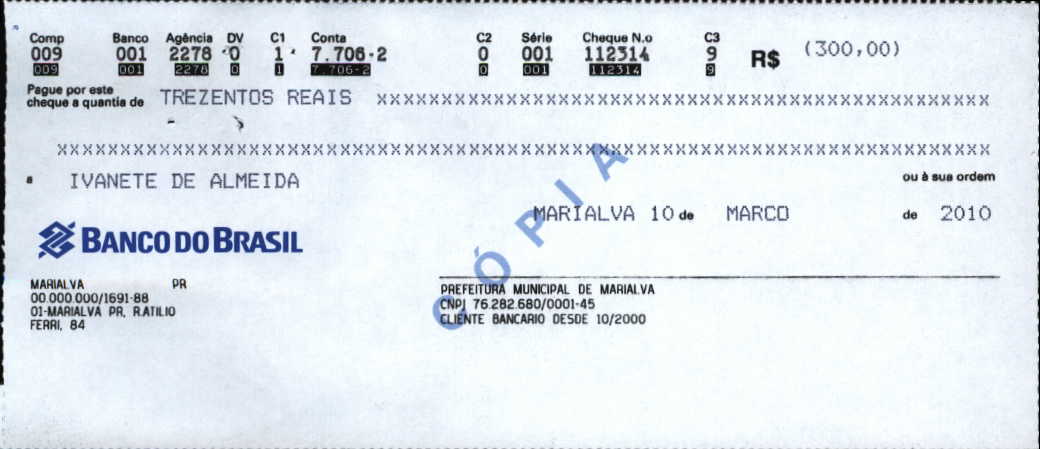 Comp Banco Agência DV C1 Conta C2 Série Cheque N.o C3
009 001 2278 0 1 7.706-2 0 001 112314 9 R$ (300,00)
009 001 2278 0 1 7.706-2 0 001 112314 9
Pague por este
cheque a quantia de TREZENTOS REAIS XXXXXXXXXXXXXXXXXXXXXXXXXXXXXXXXXXXXXXXXXXXXXXX
XXXXXXXXXXXXXXXXXXXXXXXXXXXXXXXXXXXXXXXXXXXXXXXXXXXXXXXXXXXXXXXXXXXXXXXX
a IVANETE DE ALMEIDA ou à sua ordem
MARIALVA 10 de MARCO de 2010
CÓPIA
BANCO DO BRASIL
MARIALVA PR
00.000.000/1691-88
01-MARIALVA PR, R.ATILIO
FERRI, 84
PREFEITURA MUNICIPAL DE MARIALVA
CNPJ 76.282.680/0001-45
CLIENTE BANCARIO DESDE 10/2000